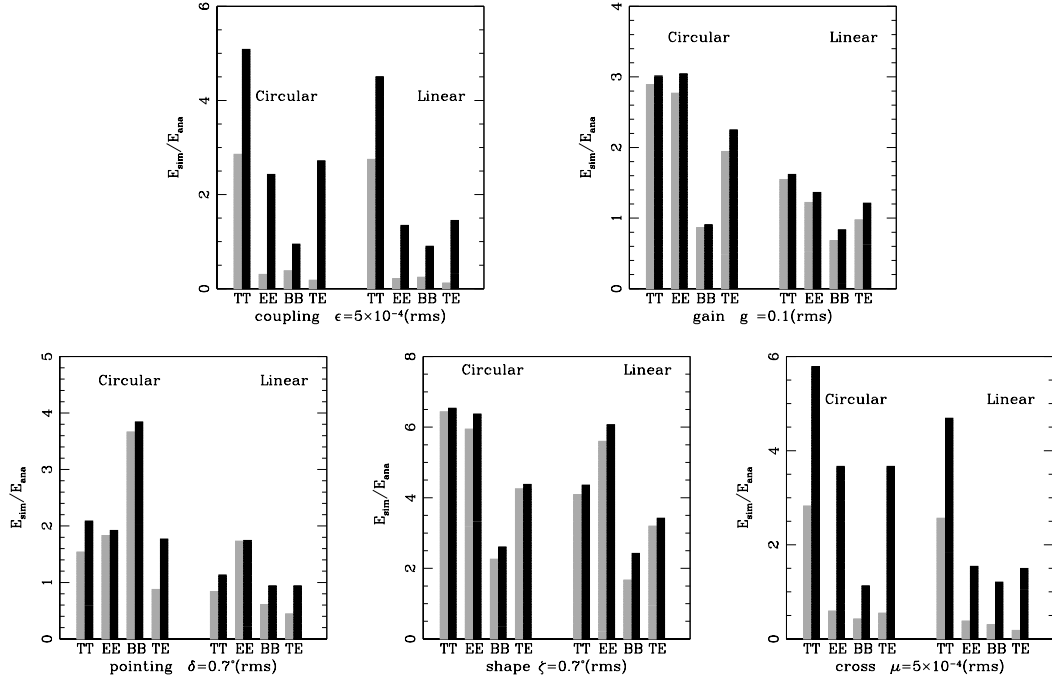 6
4
2
0
E_sim/E_ana
Circular
Linear
TT EE BB TE
TT EE BB TE
coupling ϵ=5×10⁻⁴(rms)
4
3
2
1
0
E_sim/E_ana
Circular
Linear
TT EE BB TE
TT EE BB TE
gain g =0.1(rms)
5
4
3
2
1
0
E_sim/E_ana
Circular
Linear
TT EE BB TE
TT EE BB TE
pointing δ=0.7°(rms)
8
6
4
2
0
E_sim/E_ana
Circular
Linear
TT EE BB TE
TT EE BB TE
shape ζ=0.7°(rms)
6
4
2
0
E_sim/E_ana
Circular
Linear
TT EE BB TE
TT EE BB TE
cross μ=5×10⁻⁴(rms)